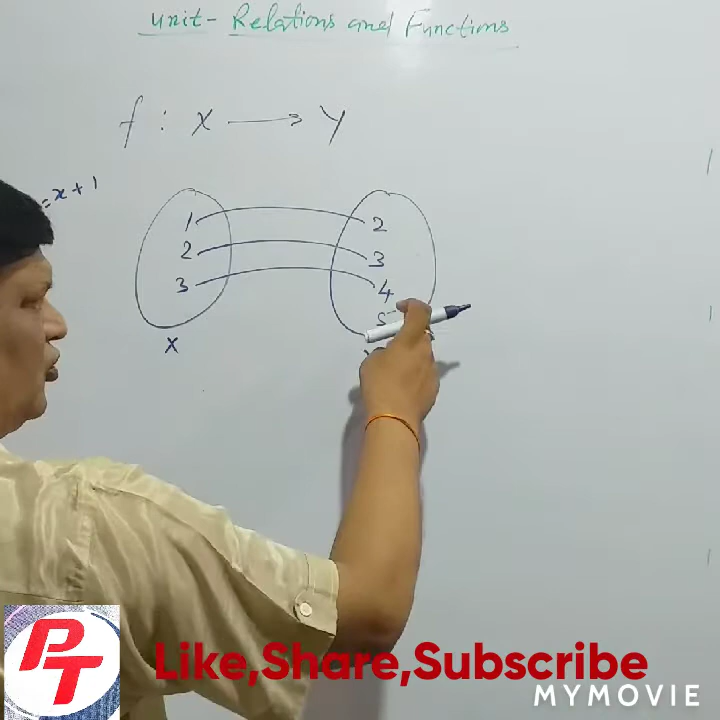 unit- Relations and Functions
f : X → Y
= x + 1
1 2
2 3
3 4
5
X
PT
Like,Share,Subscribe
MYMOVIE